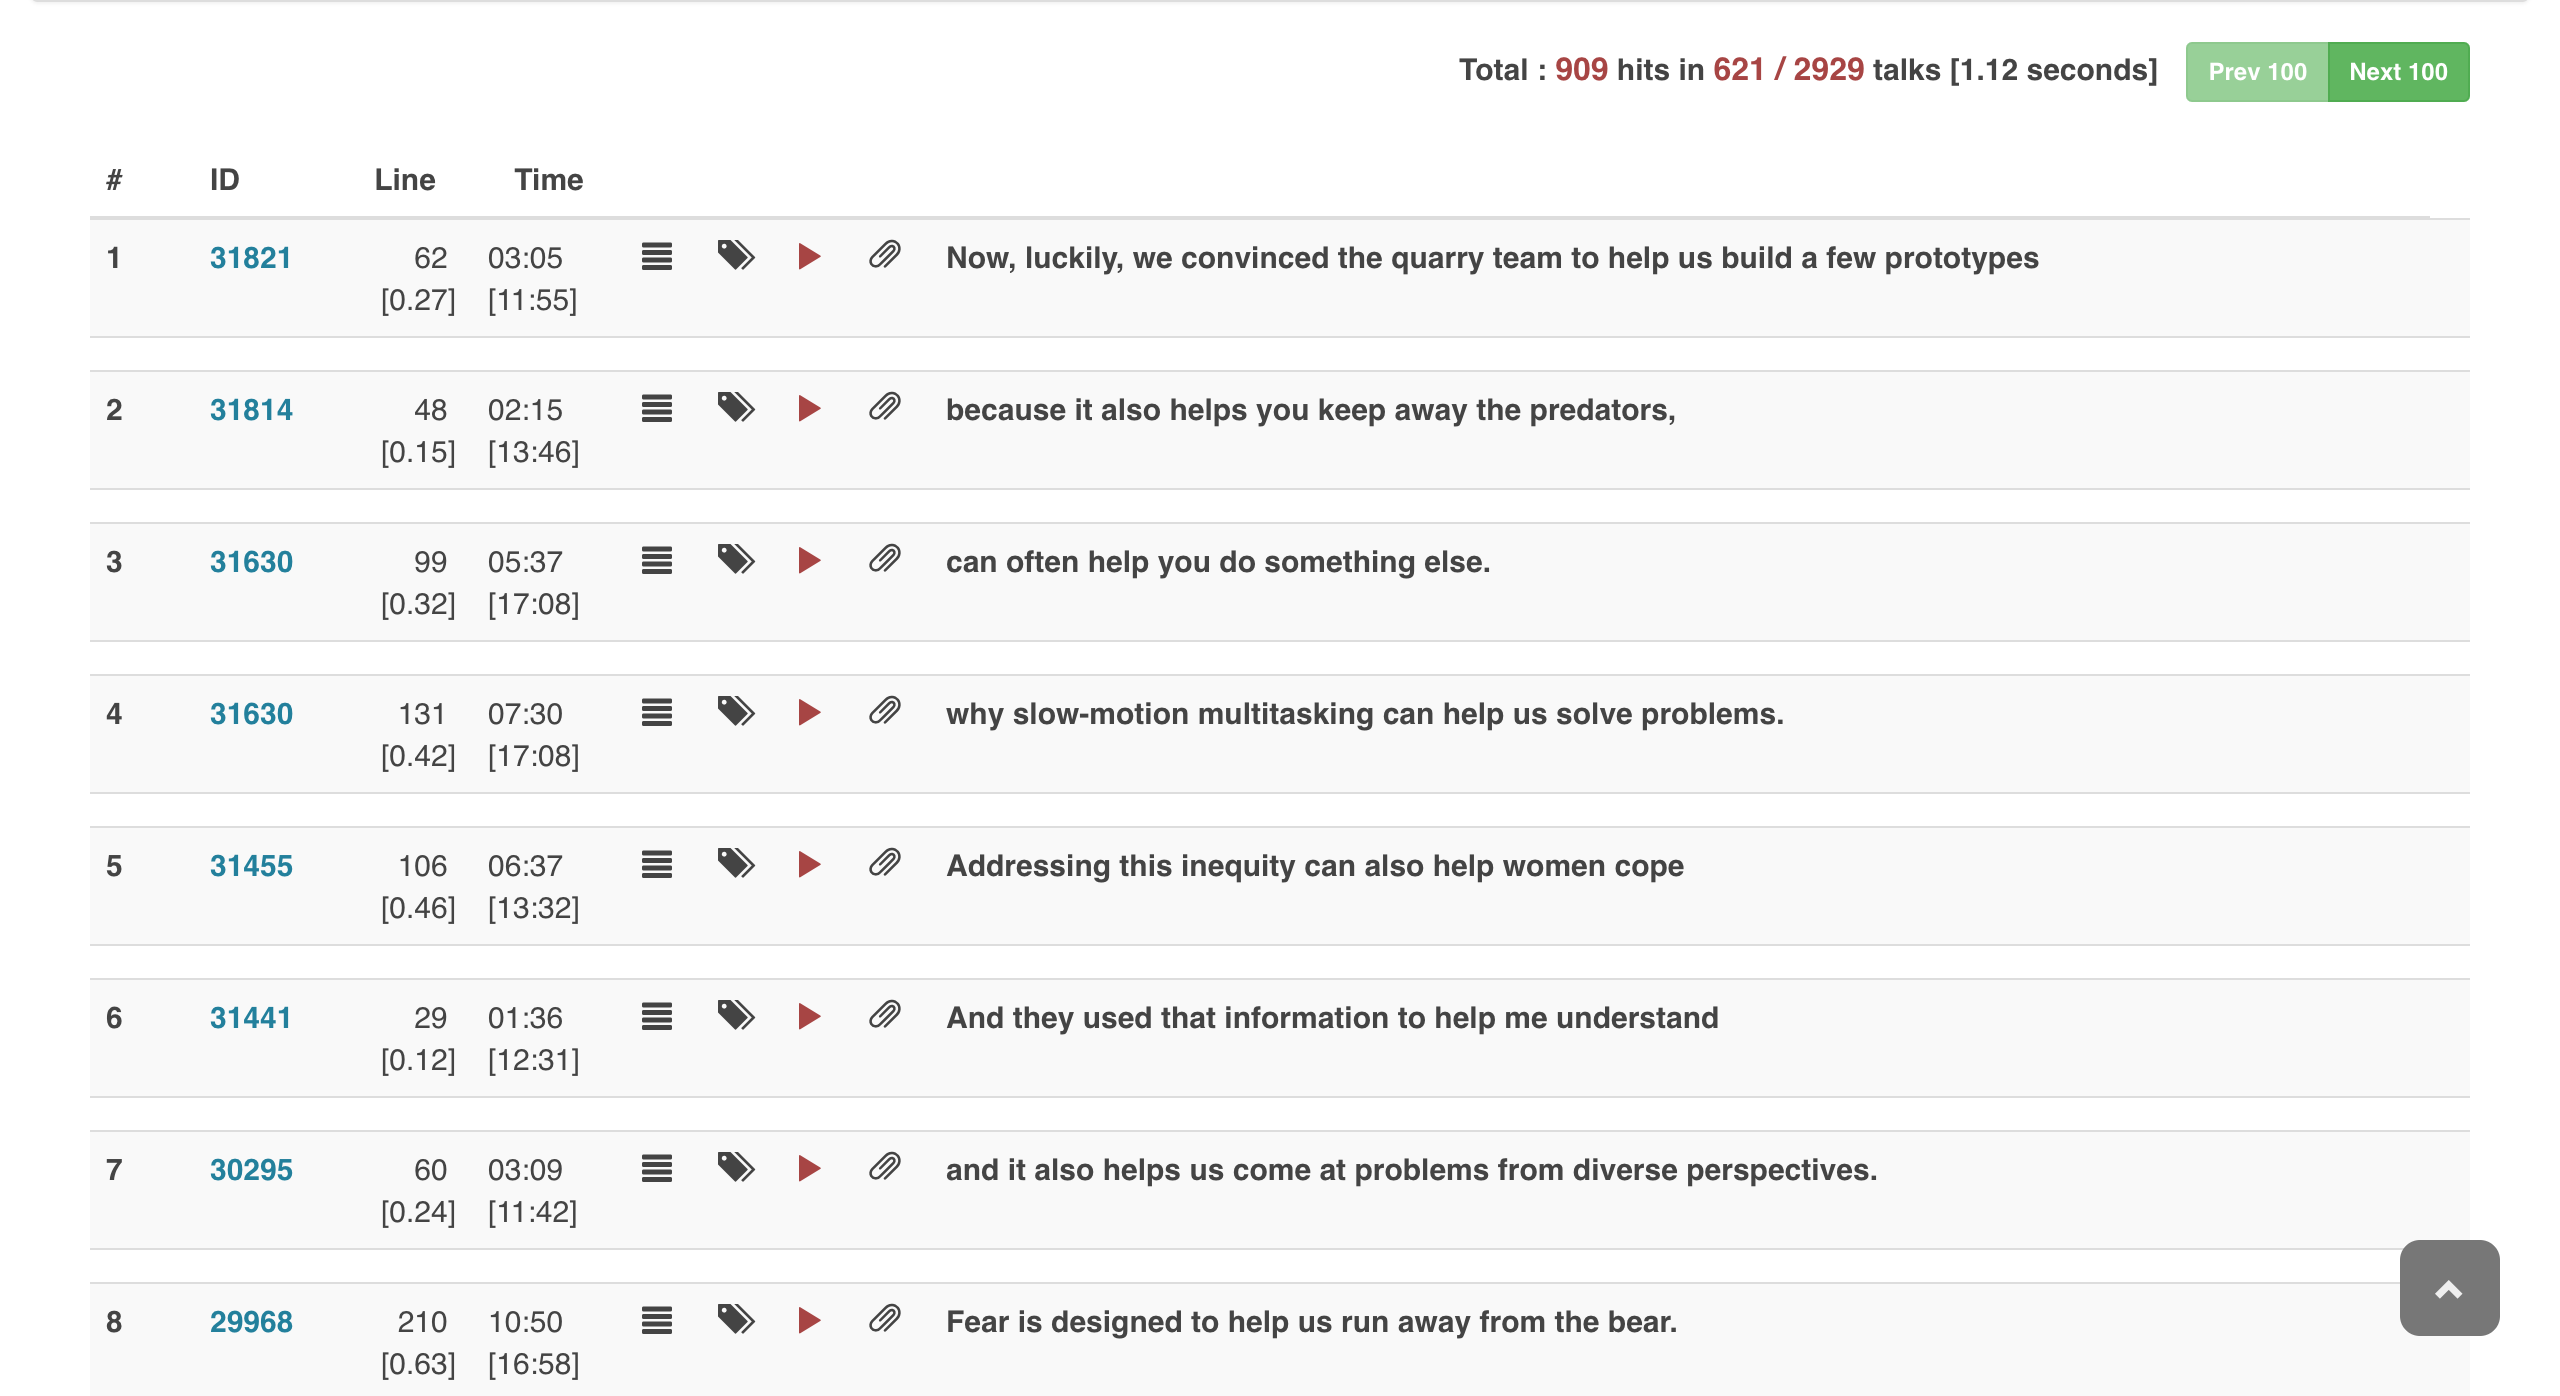 Total : 909 hits in 621 / 2929 talks [1.12 seconds] Prev 100 Next 100
# ID Line Time
1 31821 62 03:05 Now, luckily, we convinced the quarry team to help us build a few prototypes
[0.27] [11:55]
2 31814 48 02:15 because it also helps you keep away the predators,
[0.15] [13:46]
3 31630 99 05:37 can often help you do something else.
[0.32] [17:08]
4 31630 131 07:30 why slow-motion multitasking can help us solve problems.
[0.42] [17:08]
5 31455 106 06:37 Addressing this inequity can also help women cope
[0.46] [13:32]
6 31441 29 01:36 And they used that information to help me understand
[0.12] [12:31]
7 30295 60 03:09 and it also helps us come at problems from diverse perspectives.
[0.24] [11:42]
8 29968 210 10:50 Fear is designed to help us run away from the bear.
[0.63] [16:58]